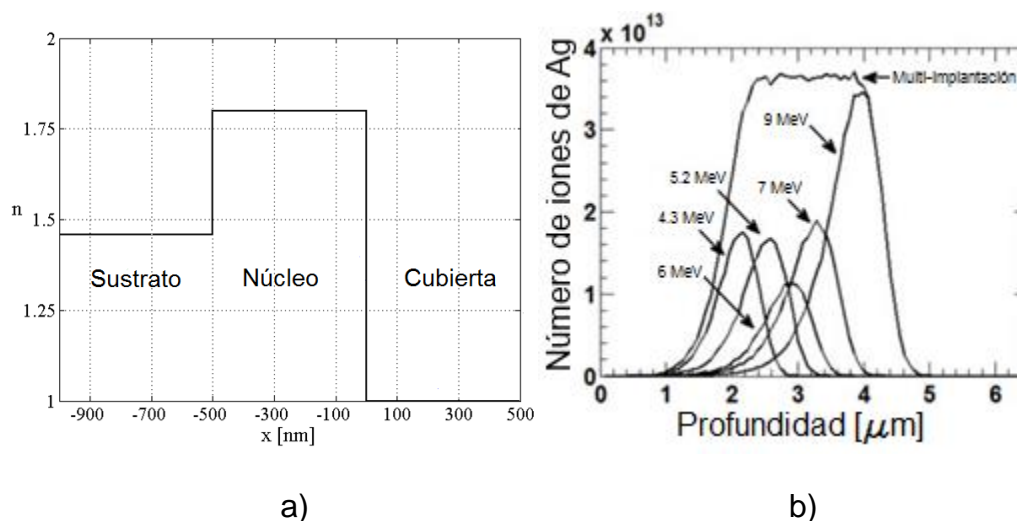 2
1.75
n
1.5
1.25
1
Sustrato Núcleo Cubierta
-900 -700 -500 -300 -100 100 300 500
x [nm]
a)
x 10^13
Número de iones de Ag
4
3
2
1
0
Multi-Implantación
9 MeV
5.2 MeV
7 MeV
4.3 MeV
6 MeV
0 1 2 3 4 5 6
Profundidad [μm]
b)